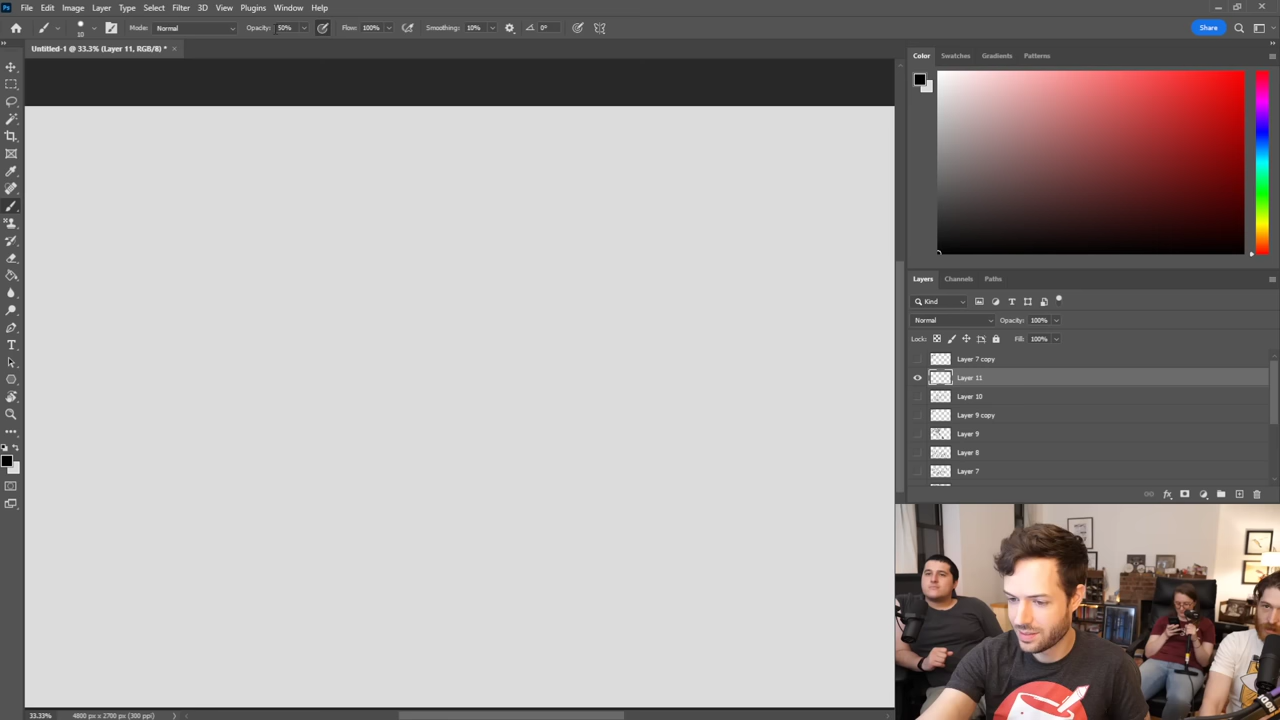 Ps File Edit Image Layer Type Select Filter 3D View Plugins Window Help
10 Mode: Normal Opacity: 50% Flow: 100% Smoothing: 10% 0° Share
Untitled-1 @ 33.3% (Layer 11, RGB/8) * ×
Color Swatches Gradients Patterns
Layers Channels Paths
Kind
Normal Opacity: 100%
Lock: Fill: 100%
Layer 7 copy
Layer 11
Layer 10
Layer 9 copy
Layer 9
Layer 8
Layer 7
33.33% 4800 px x 2700 px (300 ppi)